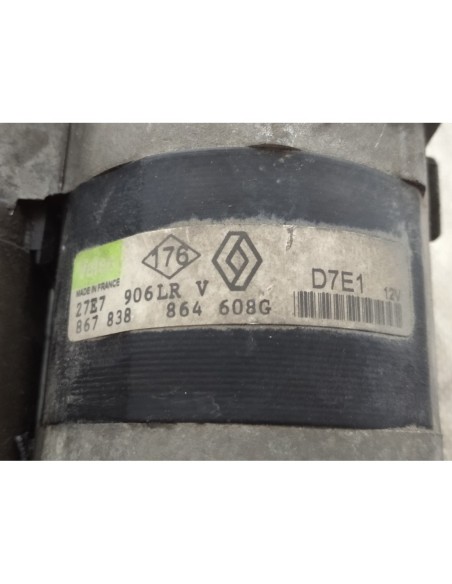 176
MADE IN FRANCE
27E7 906LR V
867 838 864 608G
D7E1
12V